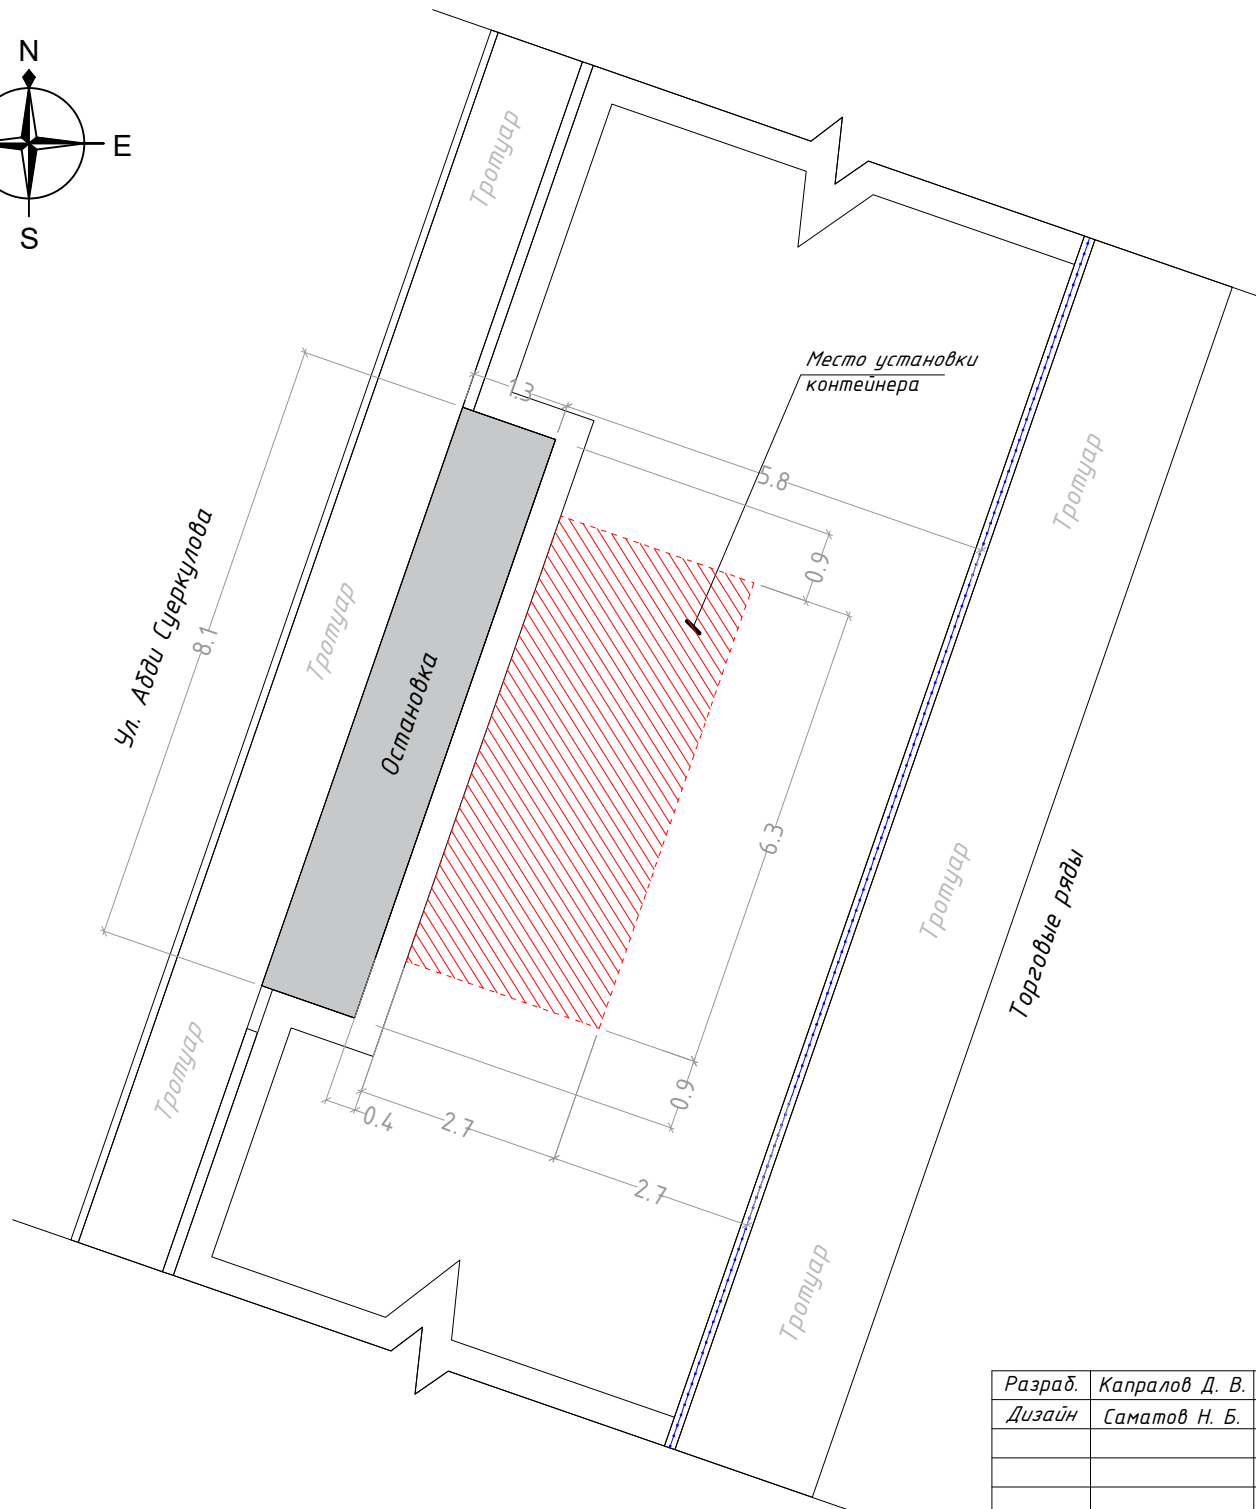 N
E
S
Тротуар
Место установки
контейнера
1.3
5.8
Тротуар
0.9
Ул. Абди Суеркулова
8.1
Тротуар
Остановка
6.3
Тротуар
Торговые ряды
Тротуар
0.9
0.4
2.7
2.7
Тротуар
Разраб. Капралов Д. В.
Дизайн Саматов Н. Б.